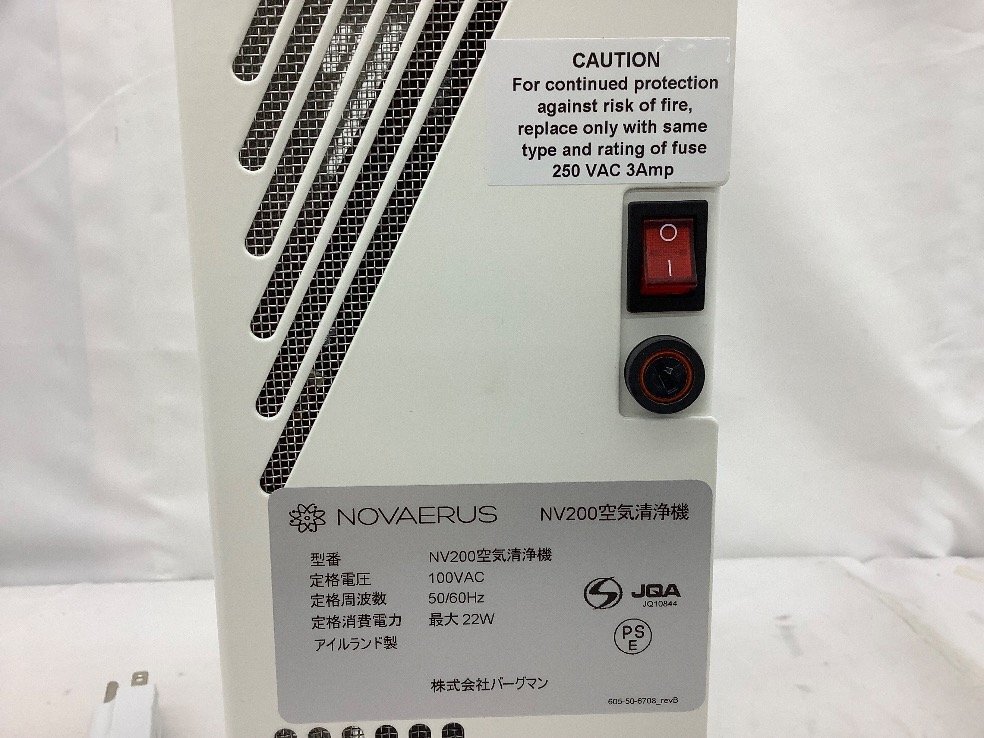 CAUTION
For continued protection
against risk of fire,
replace only with same
type and rating of fuse
250 VAC 3Amp
NOVAERUS NV200空気清浄機
型番 NV200空気清浄機
定格電圧 100VAC
定格周波数 50/60Hz
定格消費電力 最大 22W
アイルランド製
JQA
JQ10844
PS
E
株式会社バーグマン
605-50-6708_revB